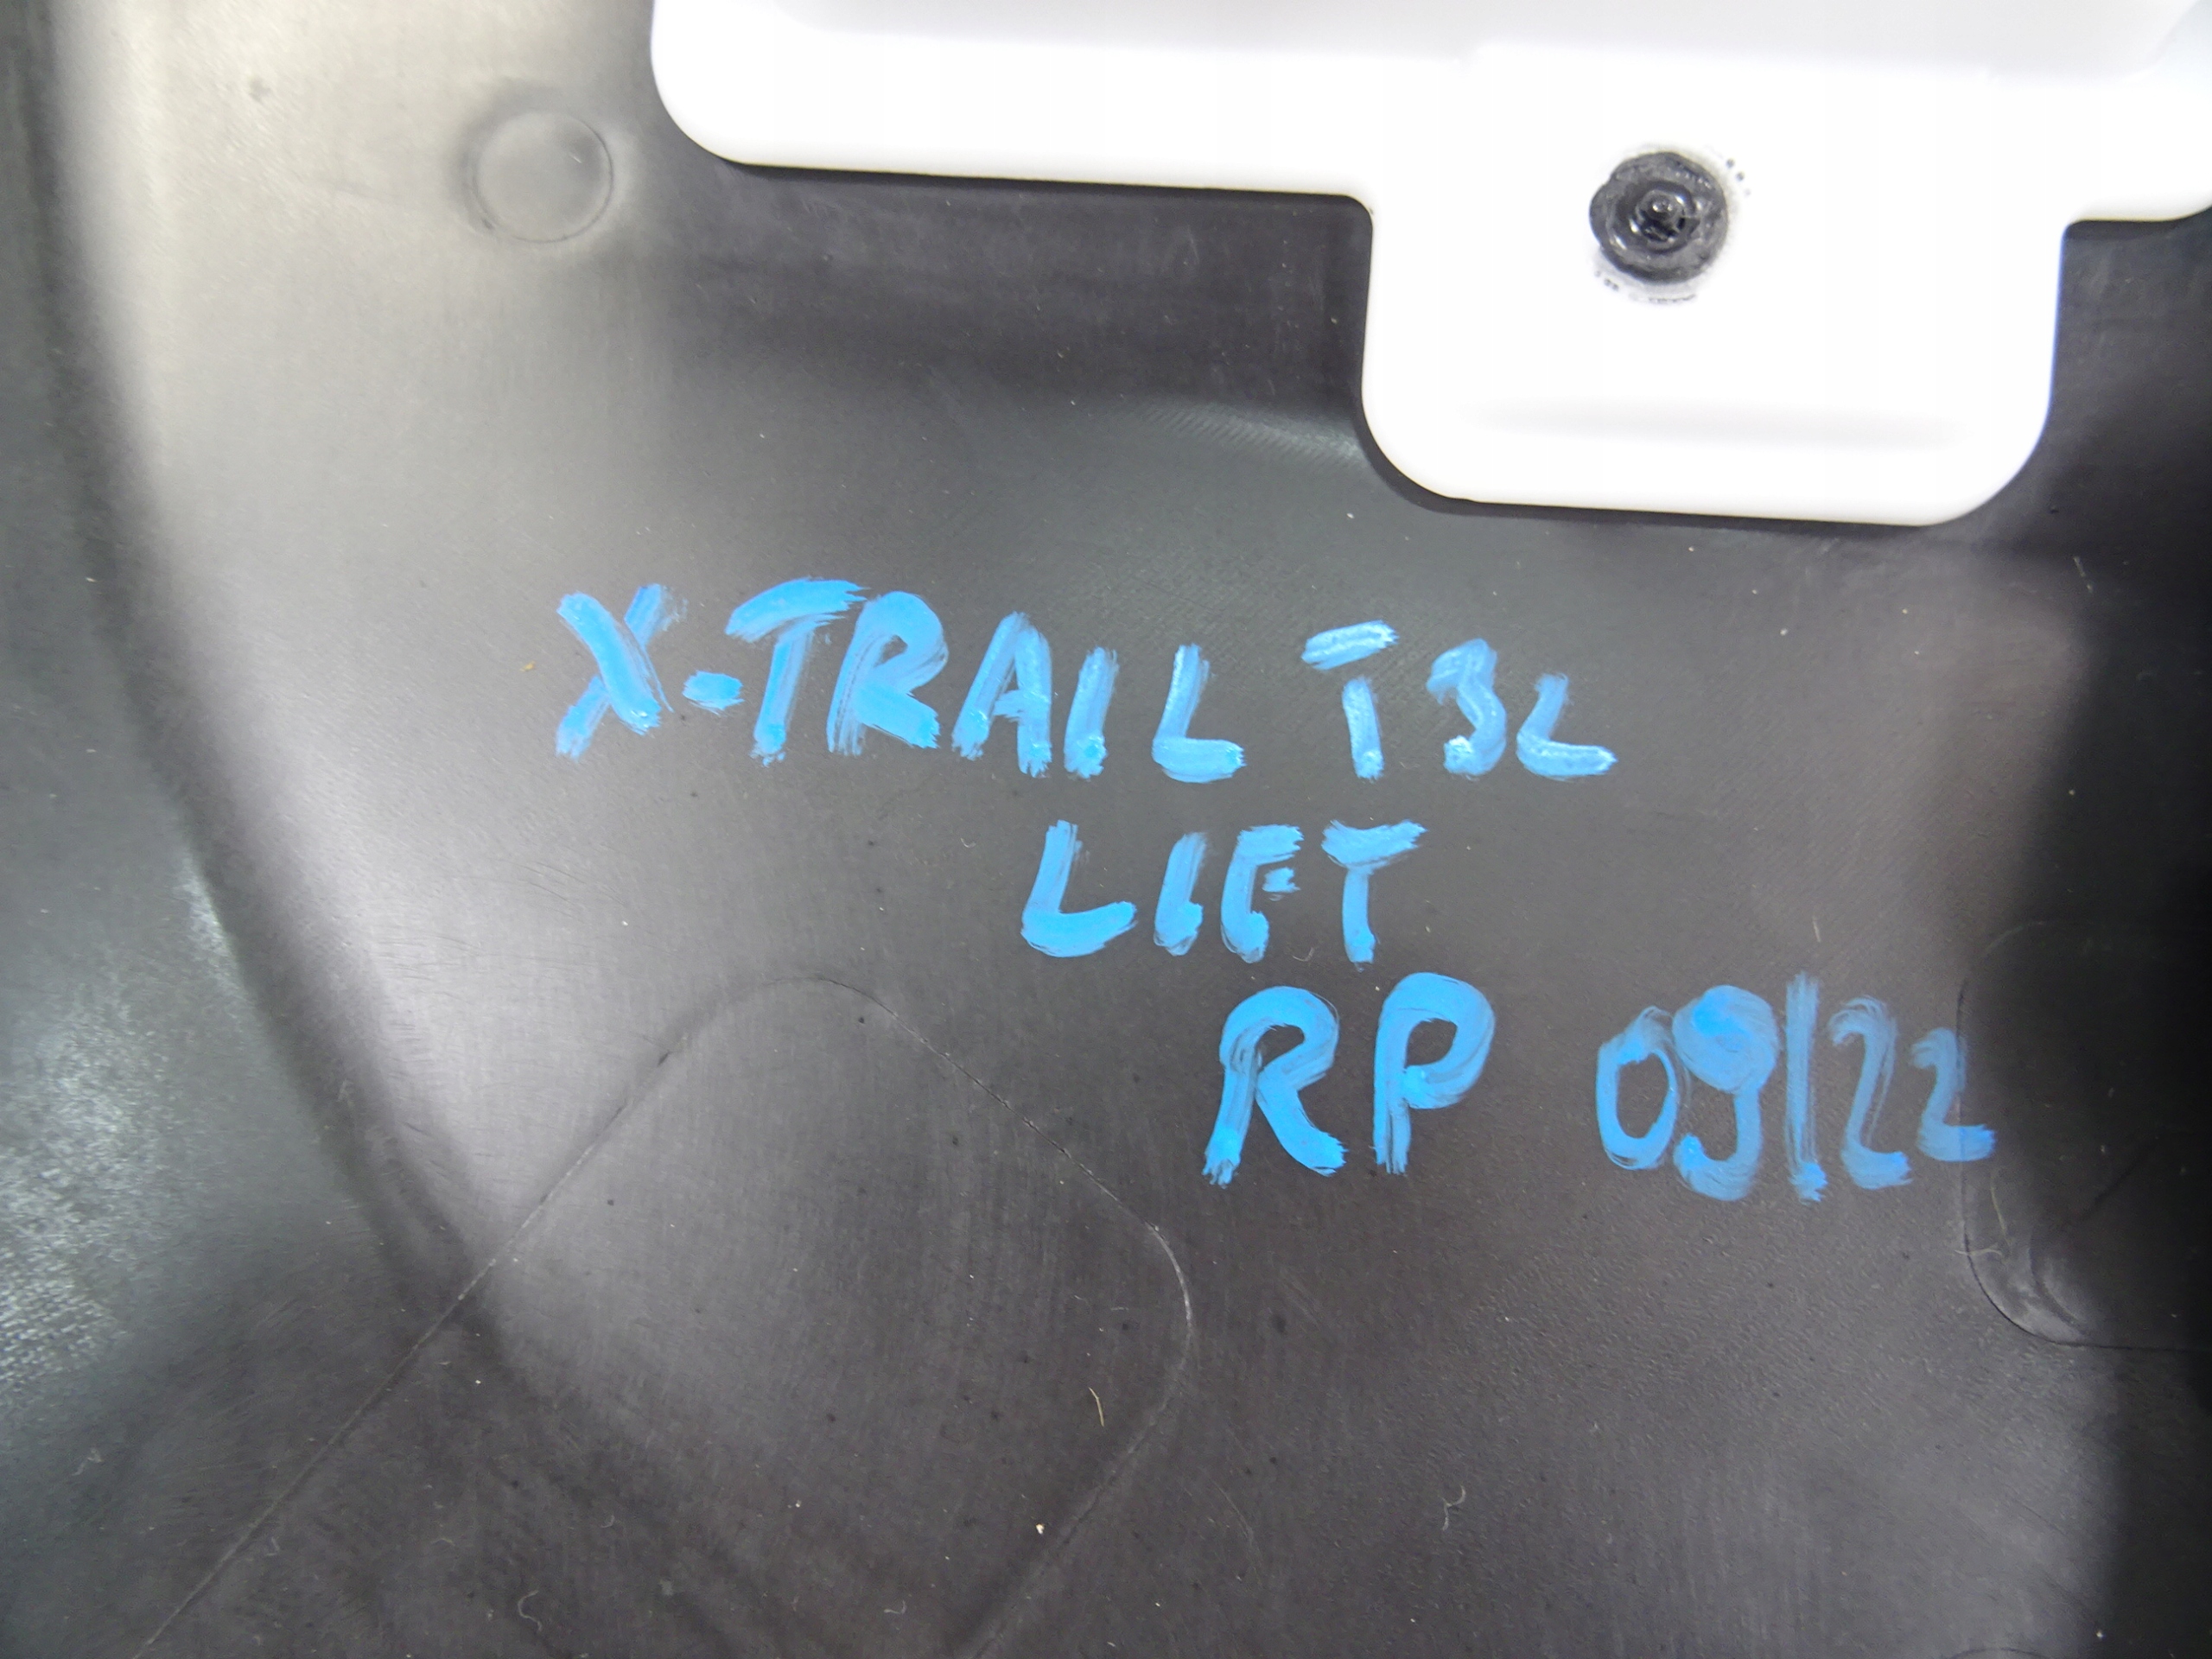 X-TRAIL T32
LIFT
RP 09/22